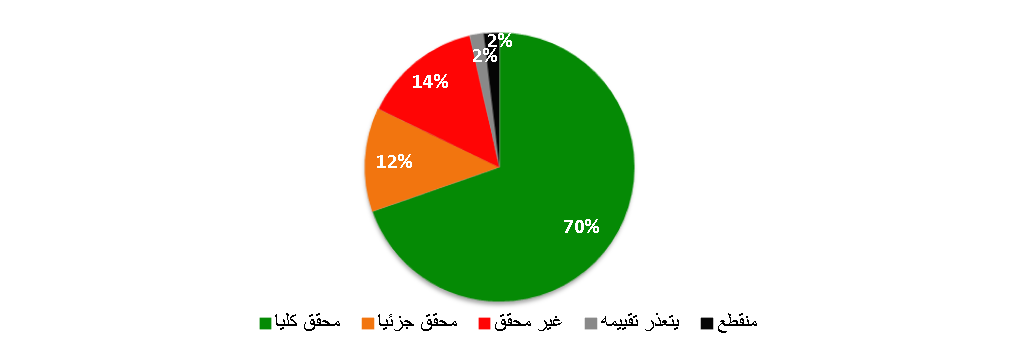 2%
2%
14%
12%
70%
محقق كليا
محقق جزئيا
غير محقق
يتعذر تقييمه
منقطع